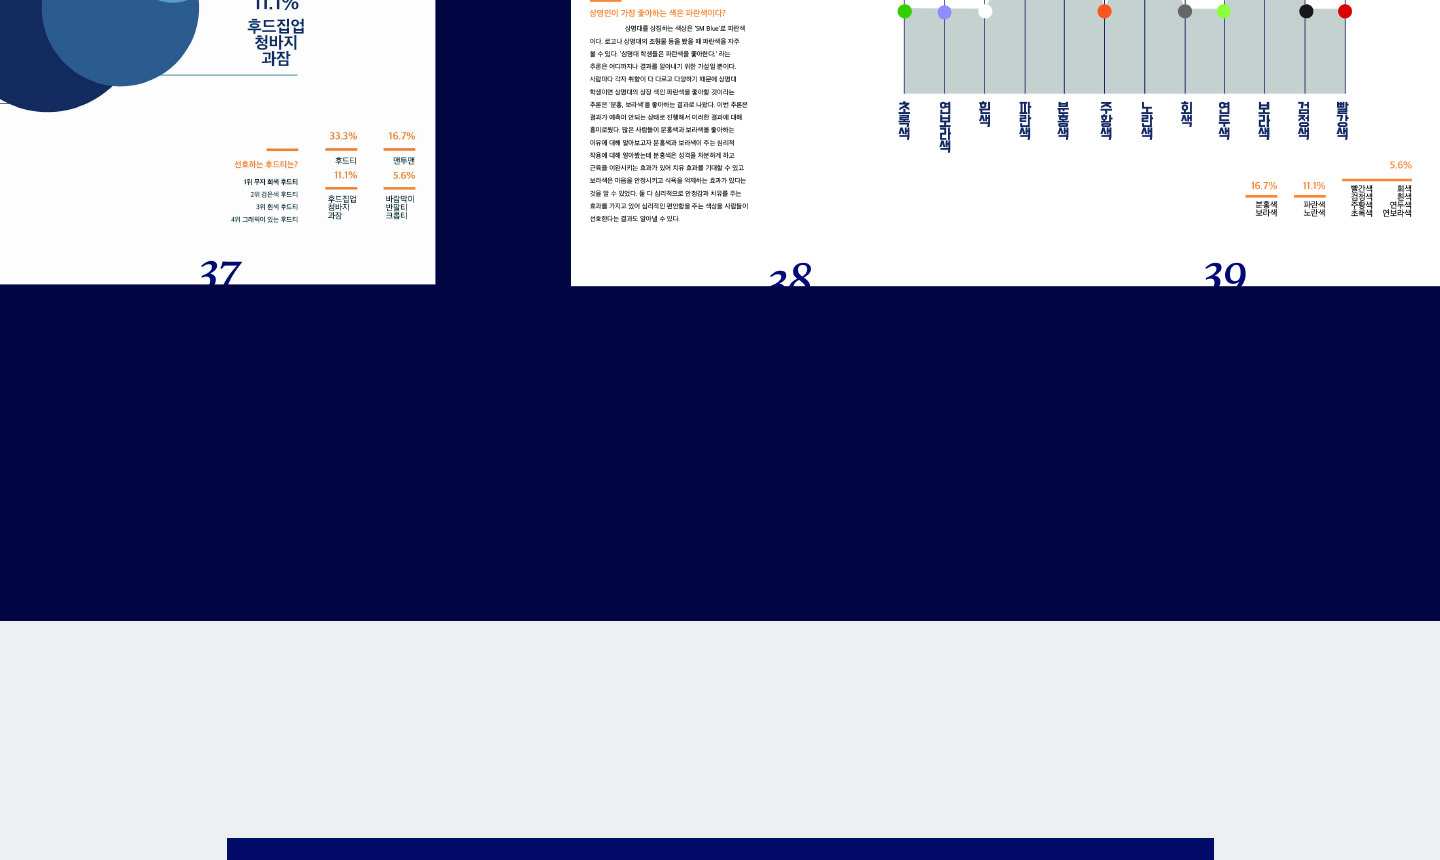 11.1%
후드집업
청바지
과잠
선호하는 후드티는?
1위 무지 회색 후드티
2위 검은색 후드티
3위 흰색 후드티
4위 그래픽이 있는 후드티
33.3%
후드티
11.1%
후드집업
청바지
과잠
16.7%
맨투맨
5.6%
바람막이
반팔티
크롭티
37
상명인이 가장 좋아하는 색은 파란색이다?
상명대를 상징하는 색상은 'SM Blue'로 파란색
이다. 로고나 상명대의 조형물 등을 봤을 때 파란색을 자주
볼 수 있다. '상명대 학생들은 파란색을 좋아한다.' 라는
추론은 어디까지나 결과를 알아내기 위한 가설일 뿐이다.
사람마다 각자 취향이 다 다르고 다양하기 때문에 상명대
학생이면 상명대의 상징 색인 파란색을 좋아할 것이라는
추론은 '분홍, 보라색'을 좋아하는 결과로 나왔다. 이번 추론은
결과가 예측이 안되는 상태로 진행해서 이러한 결과에 대해
흥미로웠다. 많은 사람들이 분홍색과 보라색을 좋아하는
이유에 대해 알아보고자 분홍색과 보라색이 주는 심리적
작용에 대해 알아봤는데 분홍색은 성격을 차분하게 하고
근육을 이완시키는 효과가 있어 치유 효과를 기대할 수 있고
보라색은 마음을 안정시키고 식욕을 억제하는 효과가 있다는
것을 알 수 있었다. 둘 다 심리적으로 안정감과 치유를 주는
효과를 가지고 있어 심리적인 편안함을 주는 색상을 사람들이
선호한다는 결과도 알아낼 수 있다.
38
초록색
연보라색
흰색
파란색
분홍색
주황색
노란색
회색
연두색
보라색
검정색
빨강색
16.7%
분홍색
보라색
11.1%
파란색
노란색
5.6%
빨간색 회색
검정색 흰색
주황색 연두색
초록색 연보라색
39